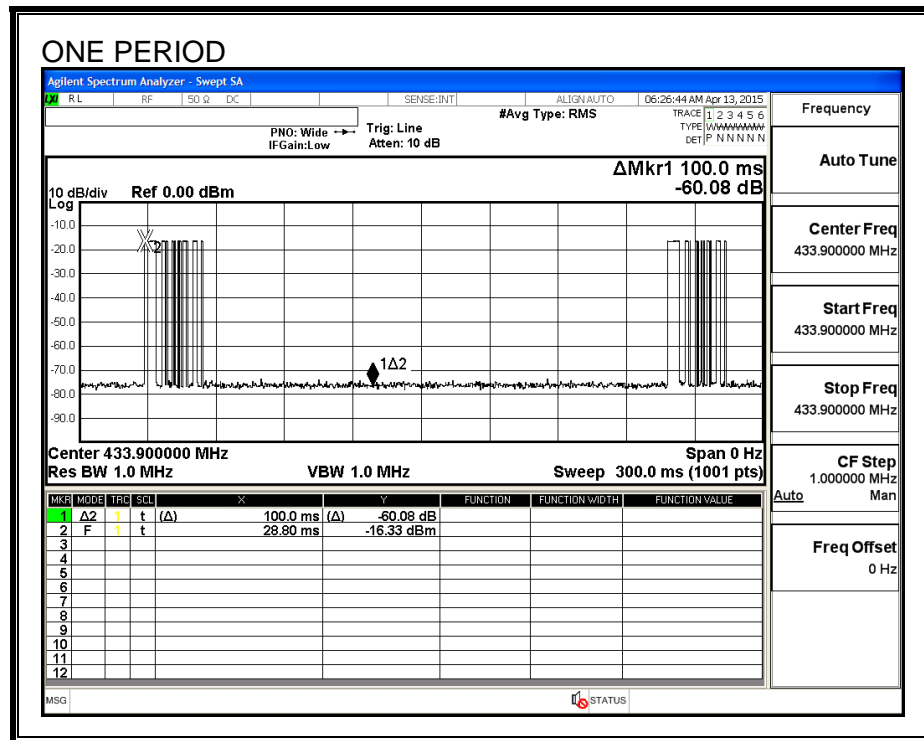 ONE PERIOD
Agilent Spectrum Analyzer - Swept SA
LXI RL RF 50 Ω DC SENSE:INT ALIGN AUTO 06:26:44 AM Apr 13, 2015
#Avg Type: RMS
TRACE 1 2 3 4 5 6
TYPE WWWWWW
DET P N N N N N
PNO: Wide
IFGain:Low
Trig: Line
Atten: 10 dB
ΔMkr1 100.0 ms
-60.08 dB
10 dB/div Ref 0.00 dBm
Log
-10.0
-20.0
-30.0
-40.0
-50.0
-60.0
-70.0
-80.0
-90.0
2
1Δ2
Center 433.900000 MHz Span 0 Hz
Res BW 1.0 MHz VBW 1.0 MHz Sweep 300.0 ms (1001 pts)
MKR MODE TRC SCL X Y FUNCTION FUNCTION WIDTH FUNCTION VALUE
1 Δ2 1 t (Δ) 100.0 ms (Δ) -60.08 dB
2 F 1 t 28.80 ms -16.33 dBm
3
4
5
6
7
8
9
10
11
12
MSG STATUS
Frequency
Auto Tune
Center Freq
433.900000 MHz
Start Freq
433.900000 MHz
Stop Freq
433.900000 MHz
CF Step
1.000000 MHz
Auto Man
Freq Offset
0 Hz